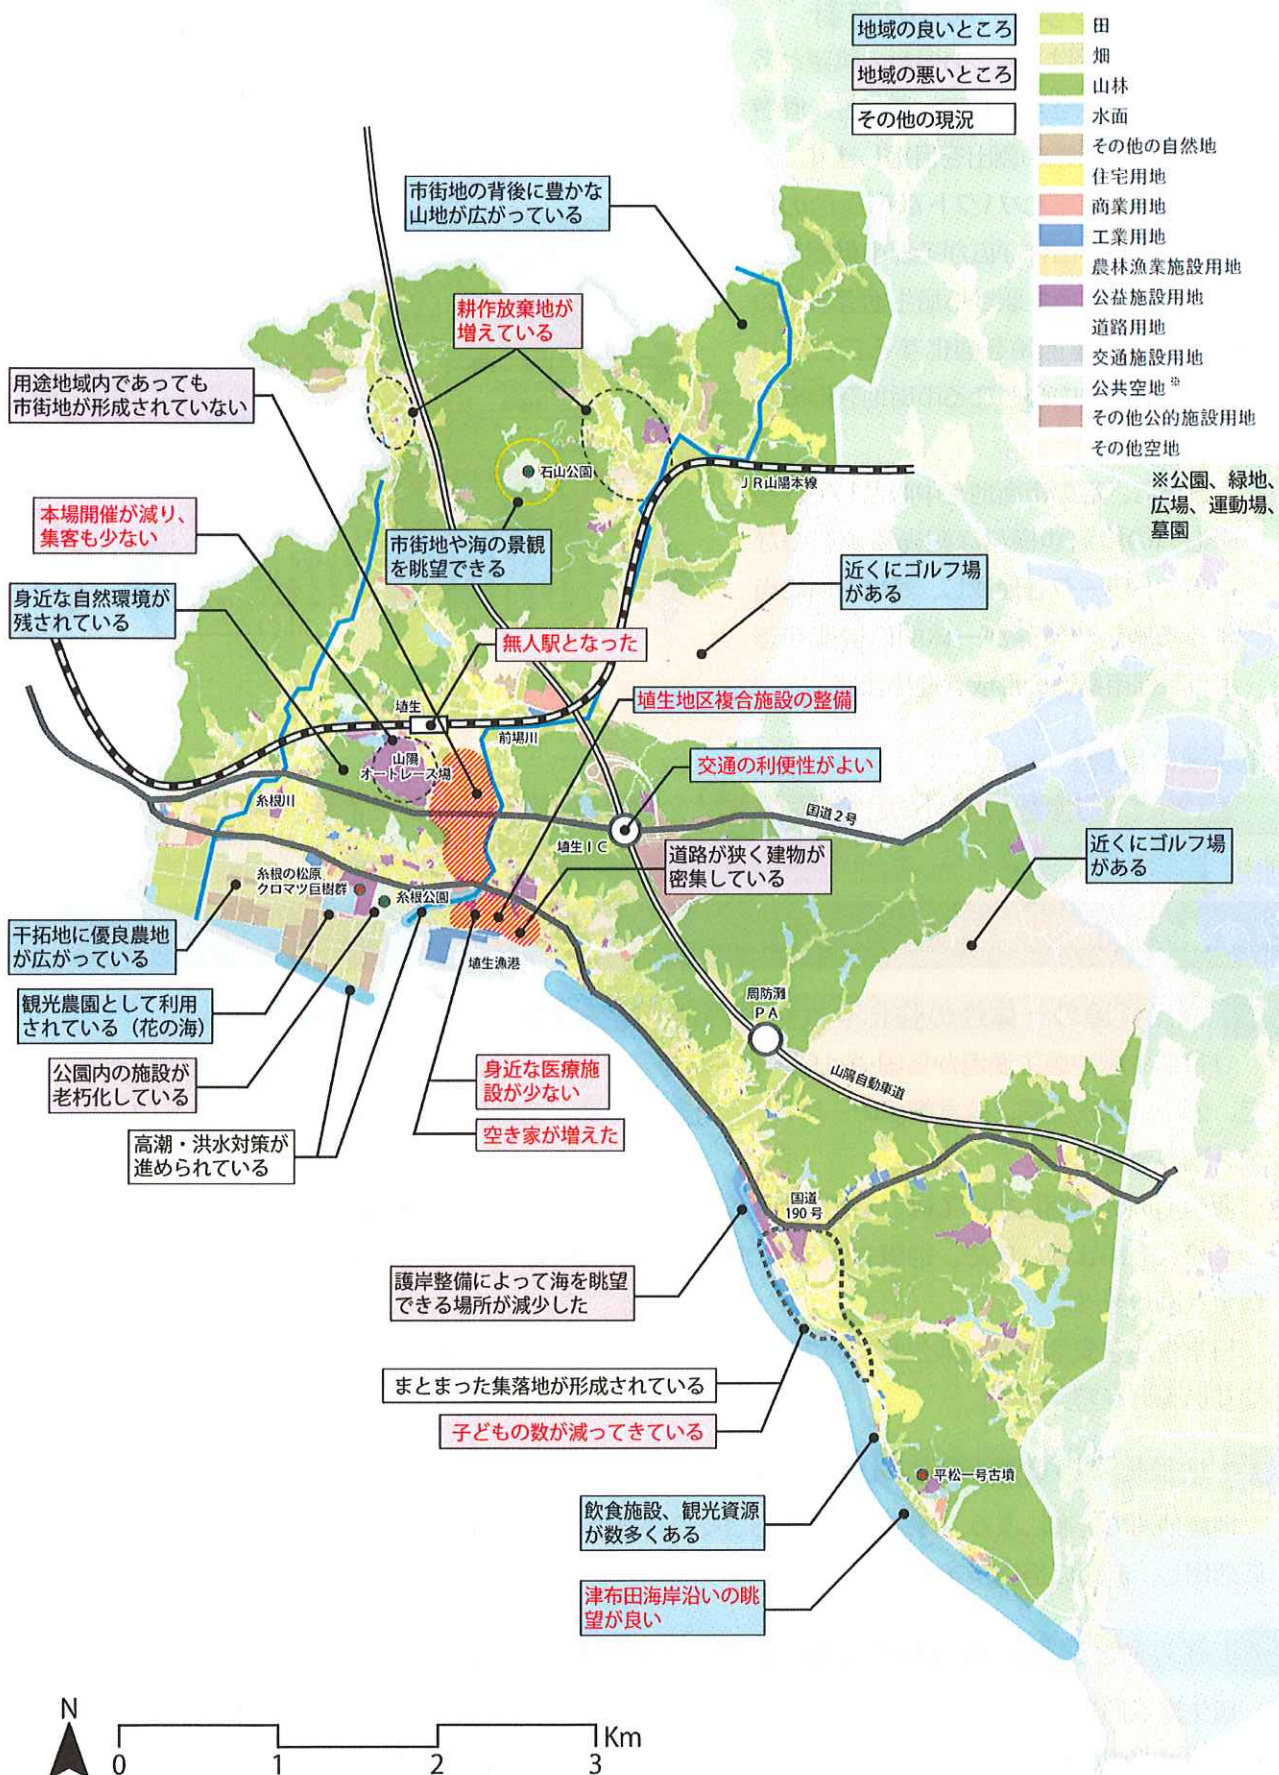 地域の良いところ
地域の悪いところ
その他の現況
田
畑
山林
水面
その他の自然地
住宅用地
商業用地
工業用地
農林漁業施設用地
公益施設用地
道路用地
交通施設用地
公共空地※
その他公的施設用地
その他空地
※公園、緑地、
広場、運動場、
墓園
市街地の背後に豊かな
山地が広がっている
耕作放棄地が
増えている
用途地域内であっても
市街地が形成されていない
石山公園
JR山陽本線
本場開催が減り、
集客も少ない
市街地や海の景観
を眺望できる
近くにゴルフ場
がある
身近な自然環境が
残されている
無人駅となった
埴生地区複合施設の整備
埴生
前場川
山陽
オートレース場
交通の利便性がよい
糸根川
国道2号
埴生IC
道路が狭く建物が
密集している
近くにゴルフ場
がある
糸根の松原
クロマツ巨樹群
糸根公園
干拓地に優良農地
が広がっている
埴生漁港
観光農園として利用
されている（花の海）
周防灘
PA
公園内の施設が
老朽化している
身近な医療施
設が少ない
山陽自動車道
空き家が増えた
高潮・洪水対策が
進められている
国道
190号
護岸整備によって海を眺望
できる場所が減少した
まとまった集落地が形成されている
子どもの数が減ってきている
平松一号古墳
飲食施設、観光資源
が数多くある
津布田海岸沿いの眺
望が良い
N
0
1
2
3
Km